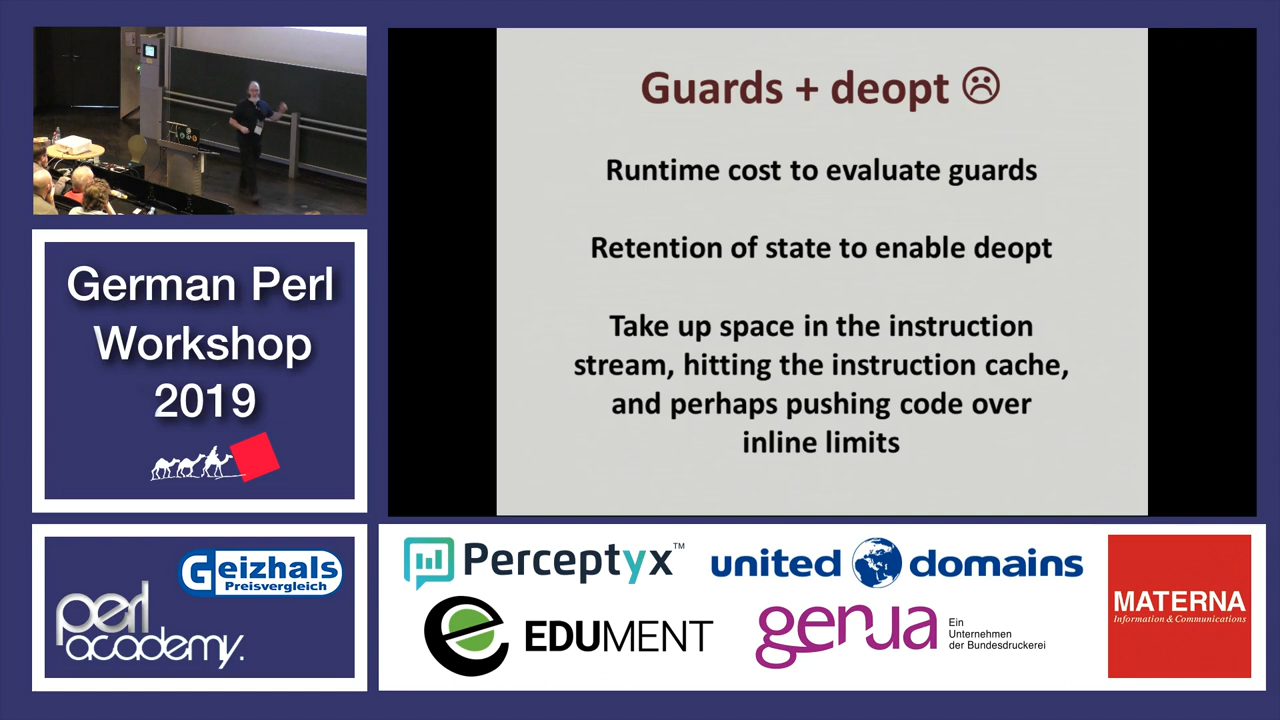 Guards + deopt ☹
Runtime cost to evaluate guards
Retention of state to enable deopt
Take up space in the instruction
stream, hitting the instruction cache,
and perhaps pushing code over
inline limits
German Perl
Workshop
2019
Geizhals
Preisvergleich
perl
academy.
Perceptyx™
united domains
EDUMENT
genua
Ein
Unternehmen
der Bundesdruckerei
MATERNA
Information & Communications